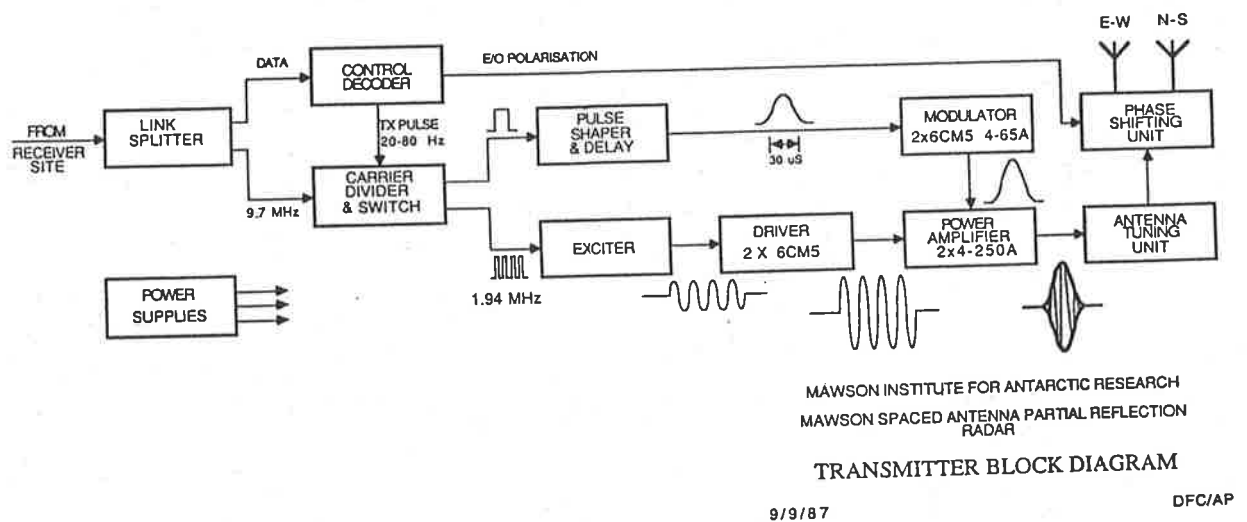 E-W
N-S
DATA
CONTROL
DECODER
E/O POLARISATION
FROM
RECEIVER
SITE
LINK
SPLITTER
TX PULSE
20-80 Hz
PULSE
SHAPER
& DELAY
30 uS
MODULATOR
2x6CM5 4-65A
PHASE
SHIFTING
UNIT
9.7 MHz
CARRIER
DIVIDER
& SWITCH
EXCITER
DRIVER
2 X 6CM5
POWER
AMPLIFIER
2x4-250A
ANTENNA
TUNING
UNIT
1.94 MHz
POWER
SUPPLIES
MAWSON INSTITUTE FOR ANTARCTIC RESEARCH
MAWSON SPACED ANTENNA PARTIAL REFLECTION
RADAR
TRANSMITTER BLOCK DIAGRAM
9/9/87
DFC/AP